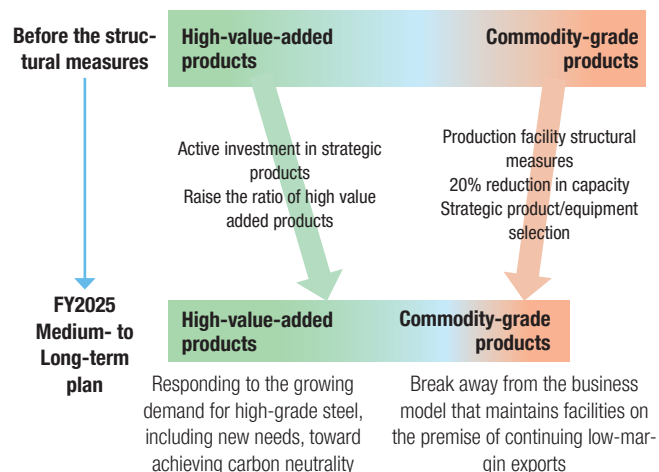 Before the struc-
tural measures
High-value-added
products
Commodity-grade
products
Active investment in strategic
products
Raise the ratio of high value
added products
Production facility structural
measures
20% reduction in capacity
Strategic product/equipment
selection
FY2025
Medium- to
Long-term
plan
High-value-added
products
Commodity-grade
products
Responding to the growing
demand for high-grade steel,
including new needs, toward
achieving carbon neutrality
Break away from the business
model that maintains facilities on
the premise of continuing low-mar-
gin exports